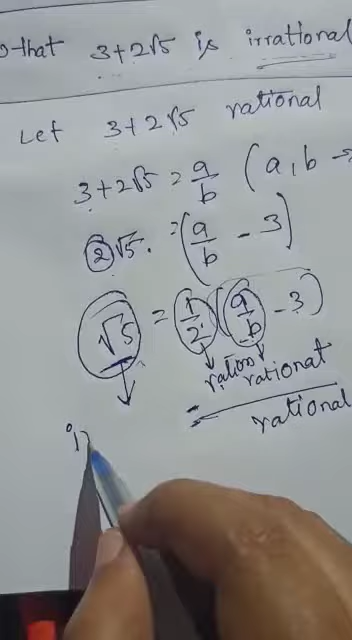 that 3+2√5 is irrational
Let 3+2√5 rational
3+2√5 = a/b (a, b →
2√5. = (a/b - 3)
√5 = 1/2 (a/b - 3)
rational
rational